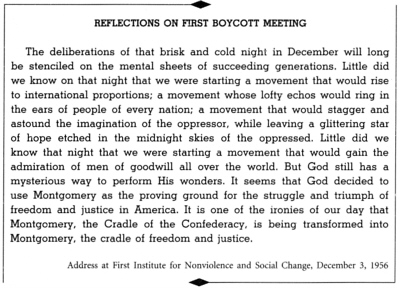 REFLECTIONS ON FIRST BOYCOTT MEETING
The deliberations of that brisk and cold night in December will long
be stenciled on the mental sheets of succeeding generations. Little did
we know on that night that we were starting a movement that would rise
to international proportions; a movement whose lofty echos would ring in
the ears of people of every nation; a movement that would stagger and
astound the imagination of the oppressor, while leaving a glittering star
of hope etched in the midnight skies of the oppressed. Little did we
know that night that we were starting a movement that would gain the
admiration of men of goodwill all over the world. But God still has a
mysterious way to perform His wonders. It seems that God decided to
use Montgomery as the proving ground for the struggle and triumph of
freedom and justice in America. It is one of the ironies of our day that
Montgomery, the Cradle of the Confederacy, is being transformed into
Montgomery, the cradle of freedom and justice.
Address at First Institute for Nonviolence and Social Change, December 3, 1956